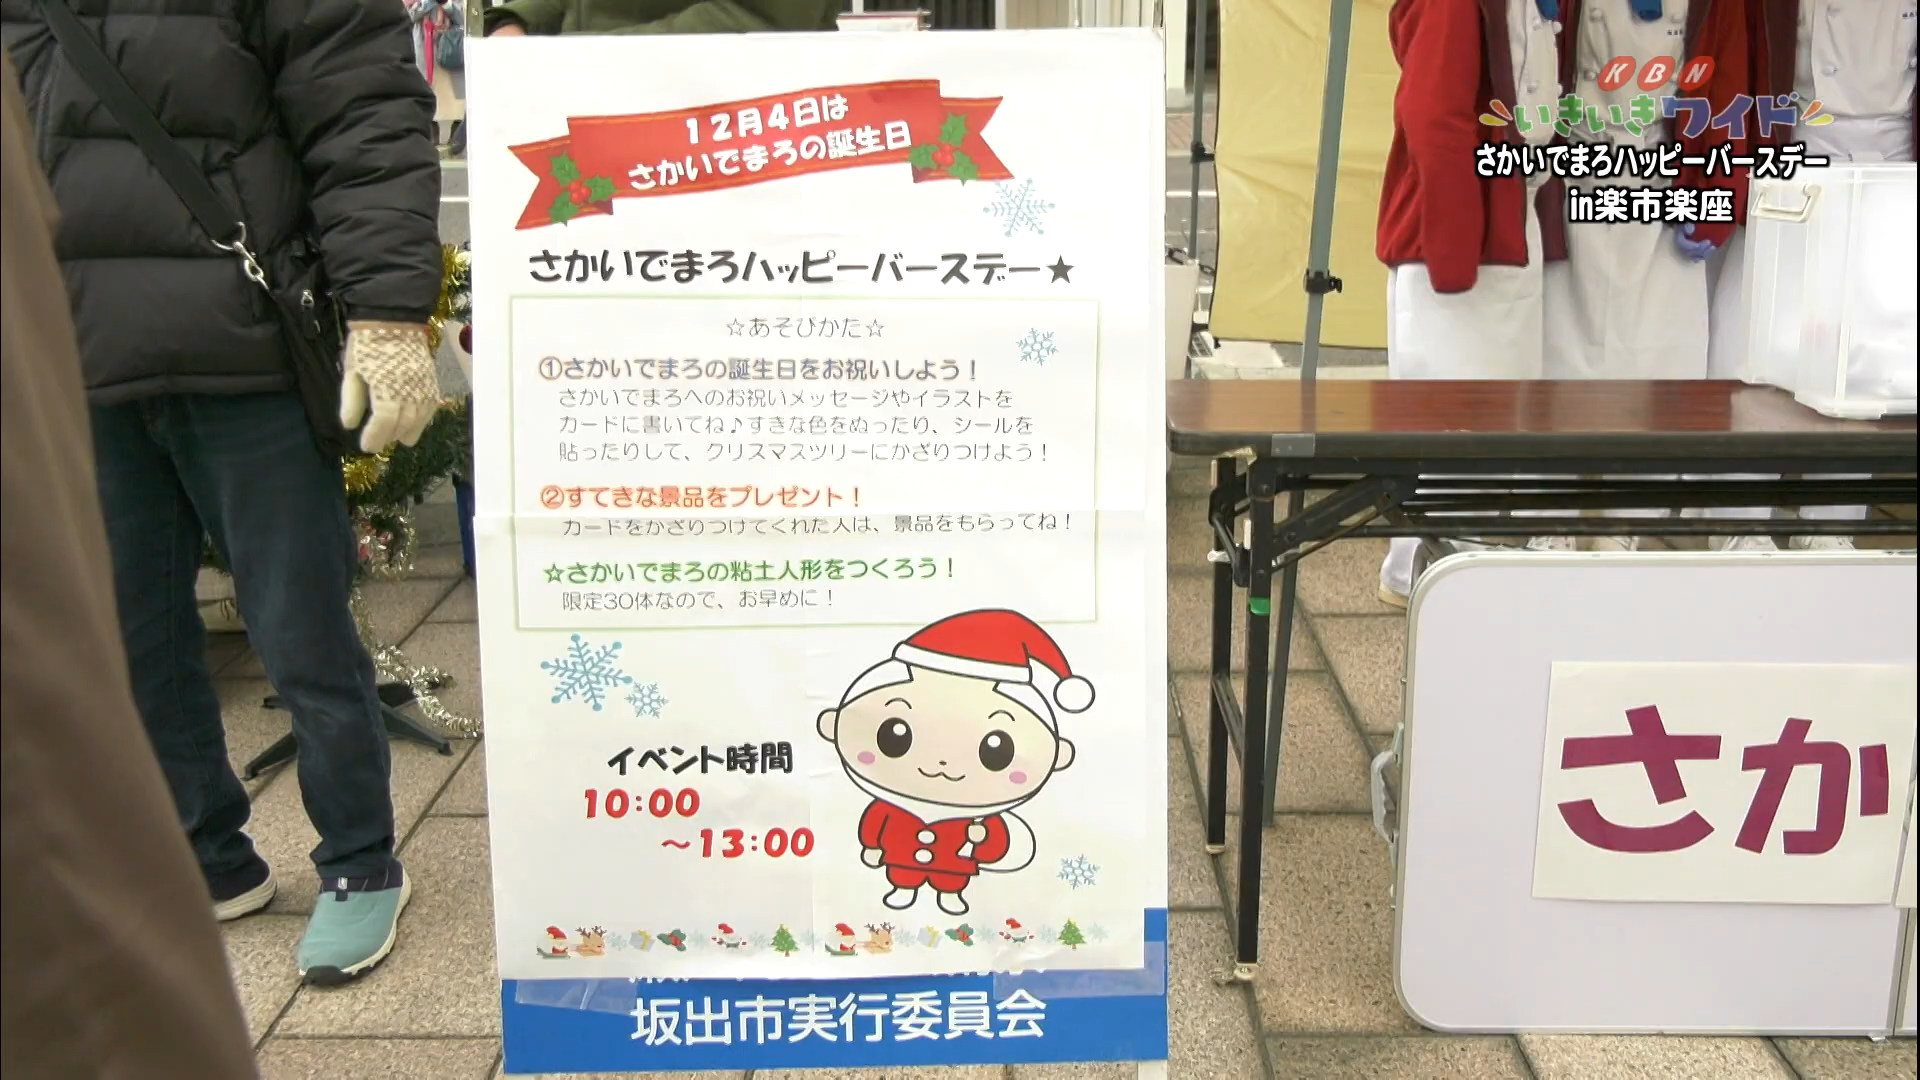 12月4日は
さかいでまろの誕生日
さかいでまろハッピーバースデー★
☆あそびかた☆
①さかいでまろの誕生日をお祝いしよう！
さかいでまろへのお祝いメッセージやイラストを
カードに書いてね♪すきな色をぬったり、シールを
貼ったりして、クリスマスツリーにかざりつけよう！
②すてきな景品をプレゼント！
カードをかざりつけてくれた人は、景品をもらってね！
☆さかいでまろの粘土人形をつくろう！
限定30体なので、お早めに！
イベント時間
10:00
～13:00
坂出市実行委員会
KBN
いきいきワイド
さかいでまろハッピーバースデー
in楽市楽座
さか